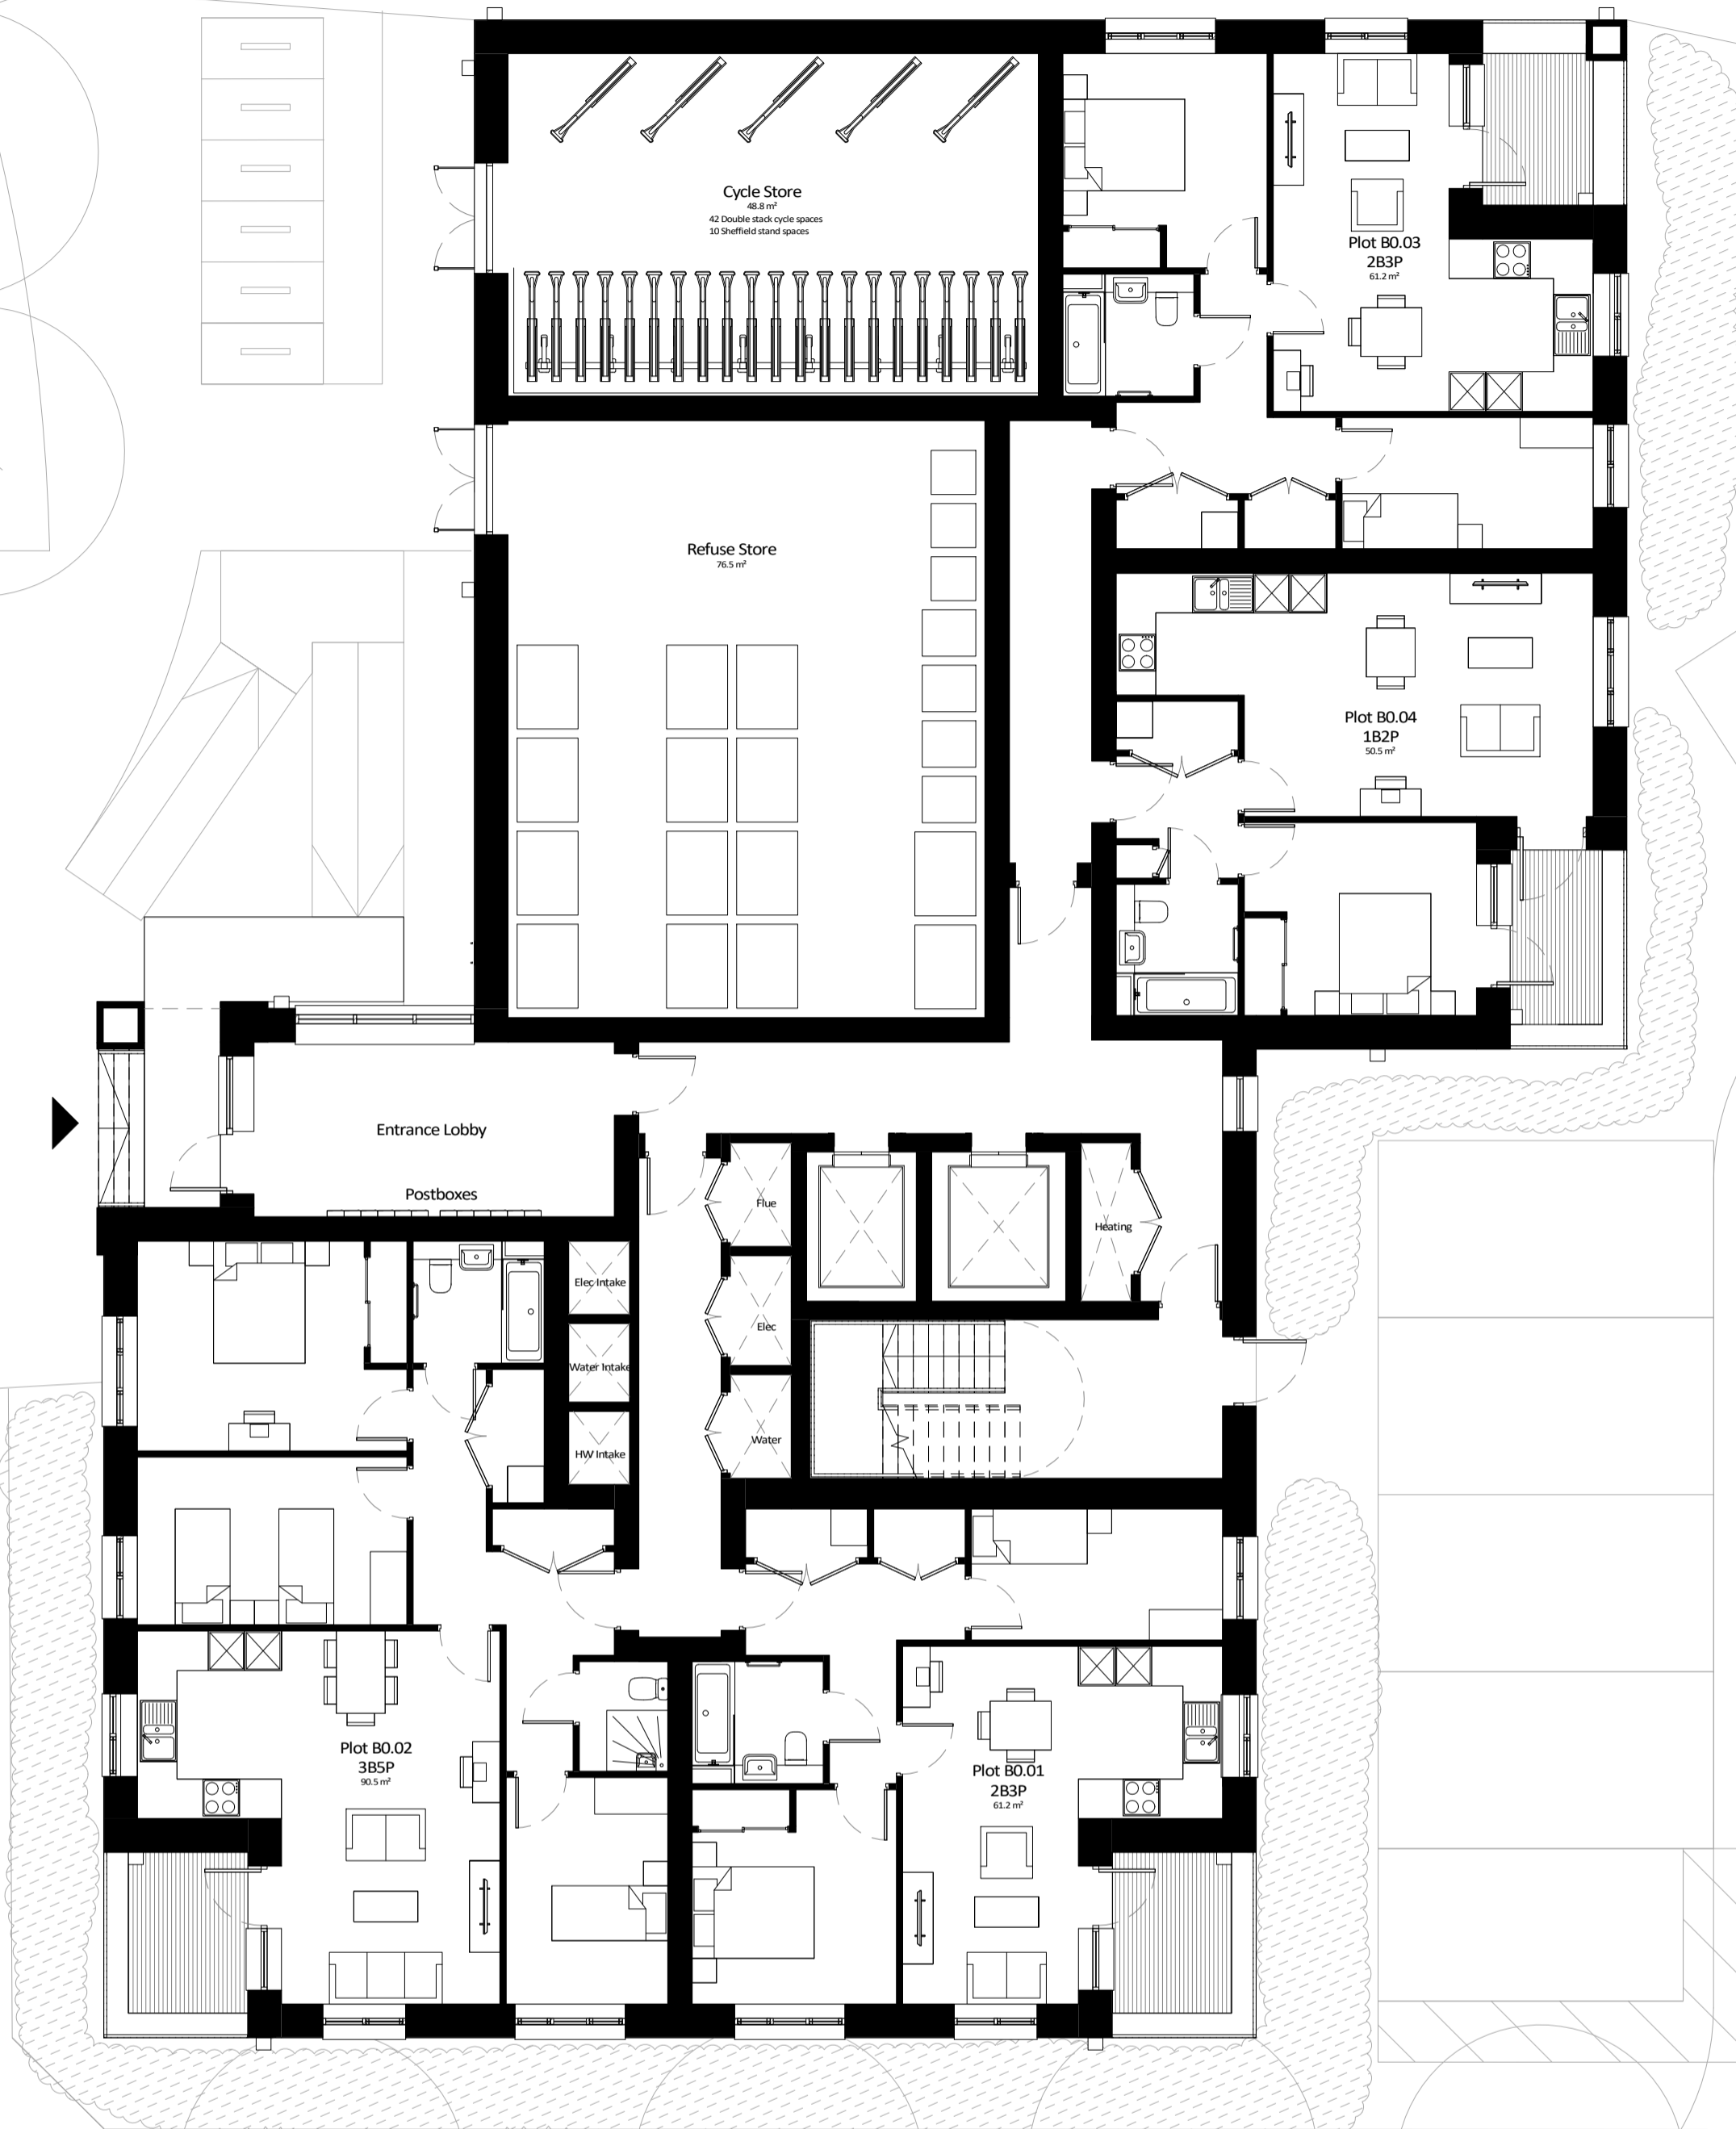 Cycle Store
48.8 m²
42 Double stack cycle spaces
10 Sheffield stand spaces
Plot B0.03
2B3P
61.2 m²
Refuse Store
76.5 m²
Plot B0.04
1B2P
50.5 m²
Entrance Lobby
Postboxes
Flue
Heating
Elec Intake
Elec
Water Intake
Water
HW Intake
Plot B0.02
3B5P
90.5 m²
Plot B0.01
2B3P
61.2 m²